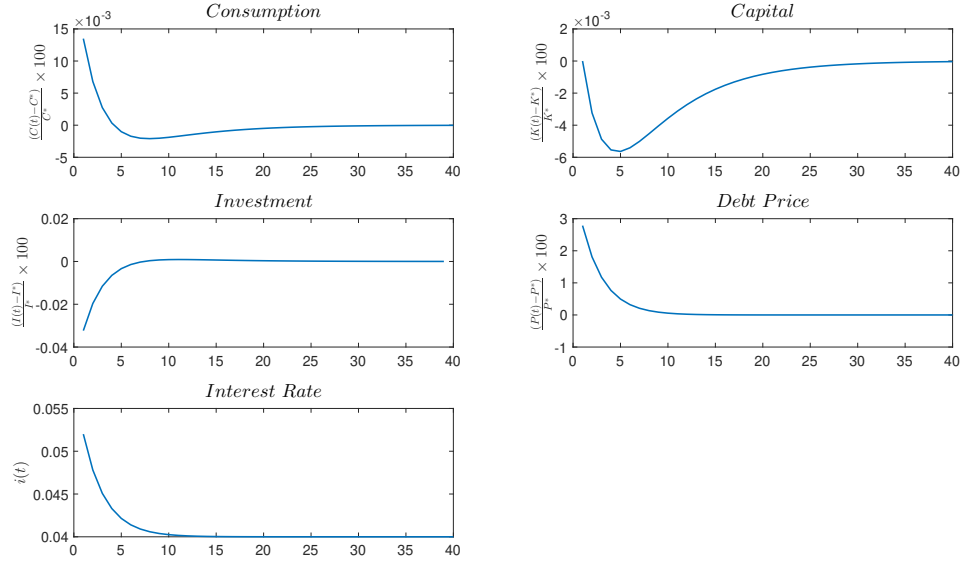 Consumption
×10⁻³
15
10
5
0
-5
(C(t)−C*)/C* × 100
0 5 10 15 20 25 30 35 40
Capital
×10⁻³
2
0
-2
-4
-6
(K(t)−K*)/K* × 100
0 5 10 15 20 25 30 35 40
Investment
0.02
0
-0.02
-0.04
(I(t)−I*)/I* × 100
0 5 10 15 20 25 30 35 40
Debt Price
3
2
1
0
-1
(P(t)−P*)/P* × 100
0 5 10 15 20 25 30 35 40
Interest Rate
0.055
0.05
0.045
0.04
i(t)
0 5 10 15 20 25 30 35 40